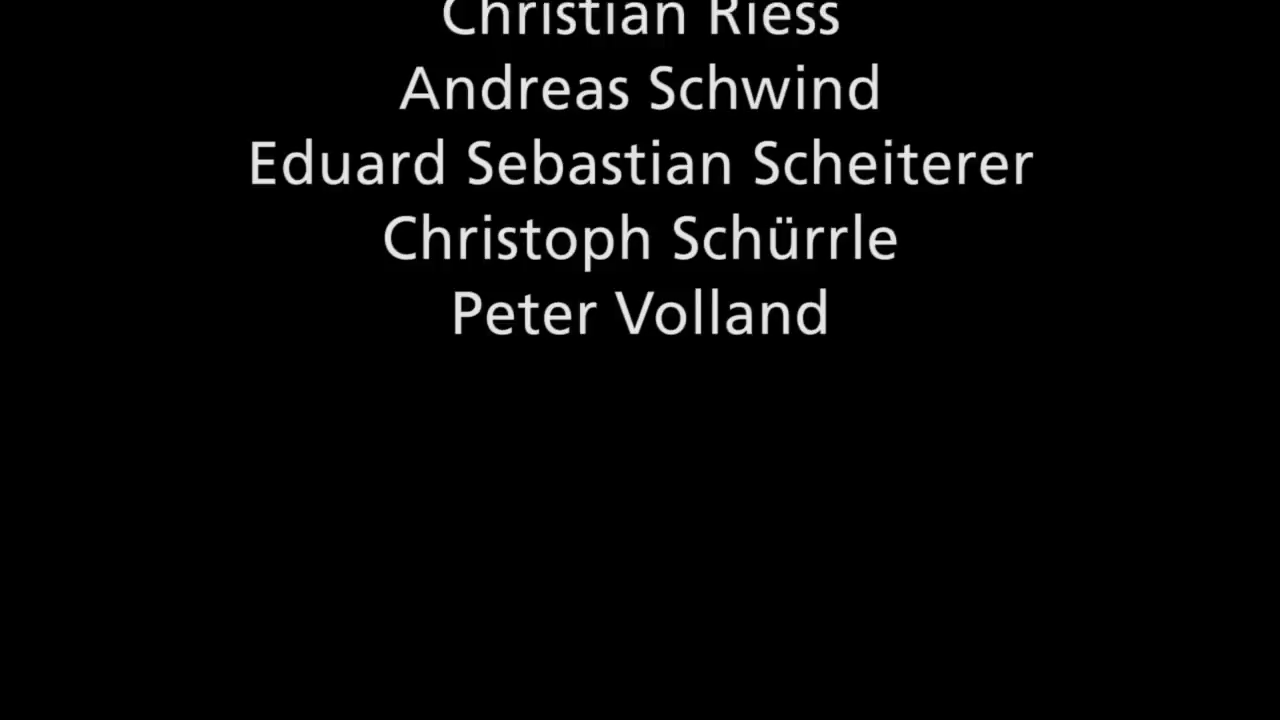 Christian Riess
Andreas Schwind
Eduard Sebastian Scheiterer
Christoph Schürrle
Peter Volland